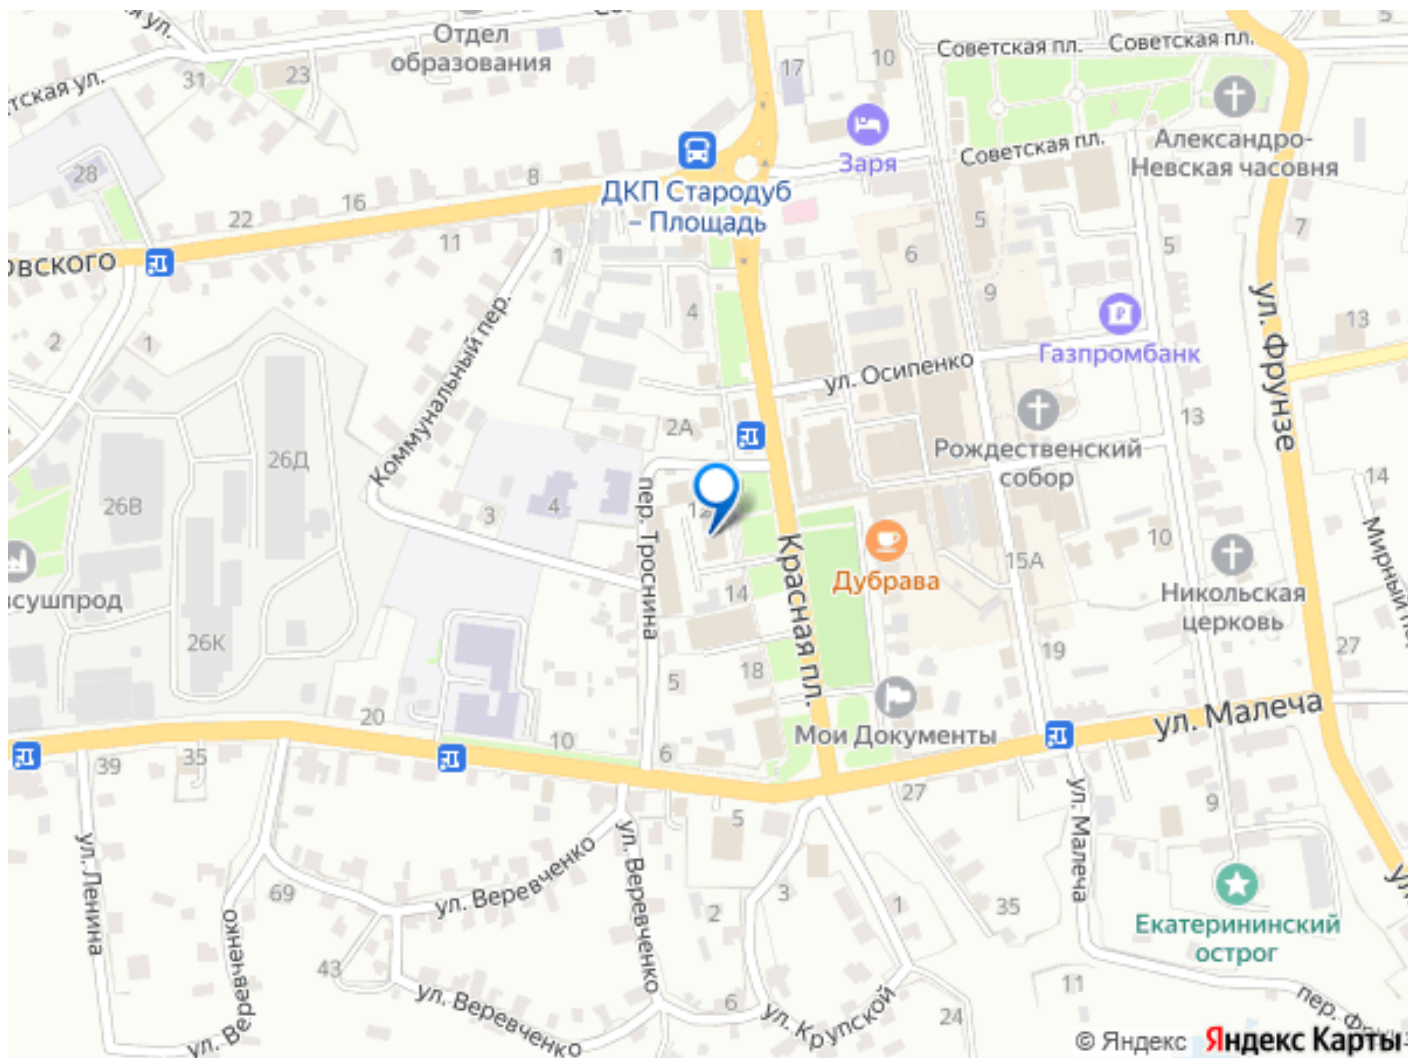 Отдел
образования
Советская пл.
Советская пл.
5
10
17
23
31
тская ул.
Заря
Александро-
Невская часовня
Советская пл.
28
ДКП Стародуб
– Площадь
8
16
22
11
1
5
6
5
7
овского
4
9
Газпромбанк
13
ул. Фрунзе
2
1
Коммунальный пер.
ул. Осипенко
13
2А
Рождественский
собор
14
26Д
26В
4
3
пер. Троснина
Красная пл.
Дубрава
15А
10
Никольская
церковь
27
всушпрод
26К
14
18
5
19
Мои Документы
ул. Малеча
20
10
6
39
35
5
27
9
ул. Малеча
ул. Ленина
69
ул. Веревченко
ул. Веревченко
ул. Веревченко
3
2
1
35
Екатерининский
острог
43
ул. Веревченко
6
ул. Крупской
24
11
© Яндекс Яндекс Карты